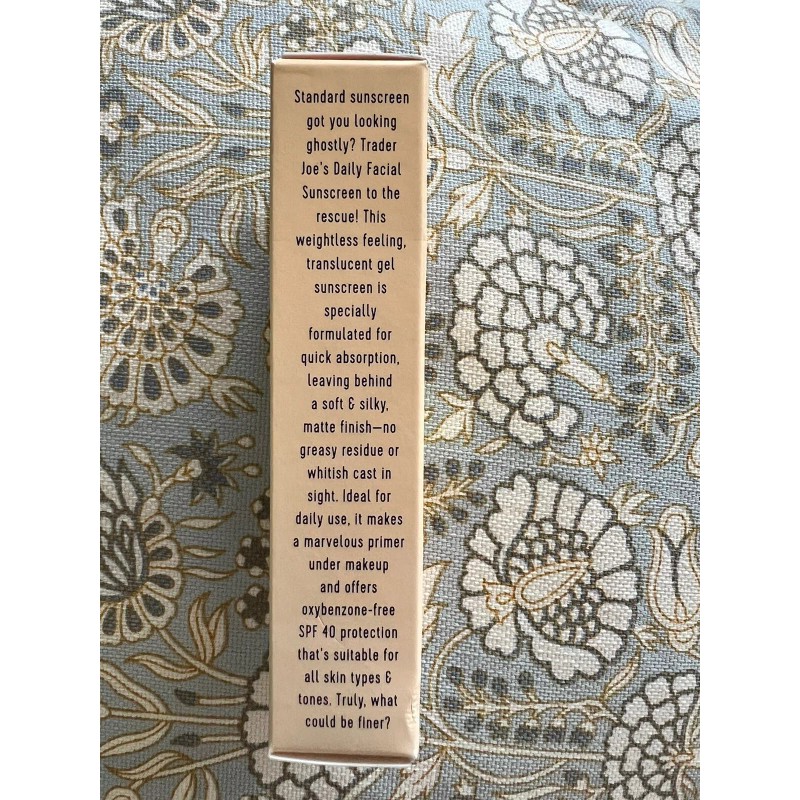 Standard sunscreen
got you looking
ghostly? Trader
Joe's Daily Facial
Sunscreen to the
rescue! This
weightless feeling,
translucent gel
sunscreen is
specially
formulated for
quick absorption,
leaving behind
a soft & silky,
matte finish—no
greasy residue or
whitish cast in
sight. Ideal for
daily use, it makes
a marvelous primer
under makeup
and offers
oxybenzone-free
SPF 40 protection
that's suitable for
all skin types &
tones. Truly, what
could be finer?